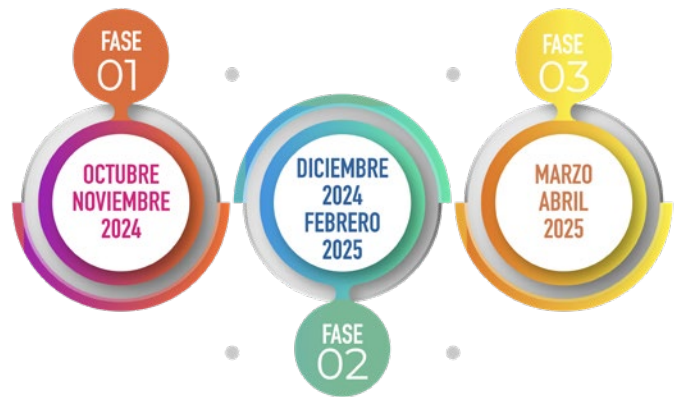 FASE
01
OCTUBRE
NOVIEMBRE
2024
DICIEMBRE
2024
FEBRERO
2025
FASE
02
FASE
03
MARZO
ABRIL
2025